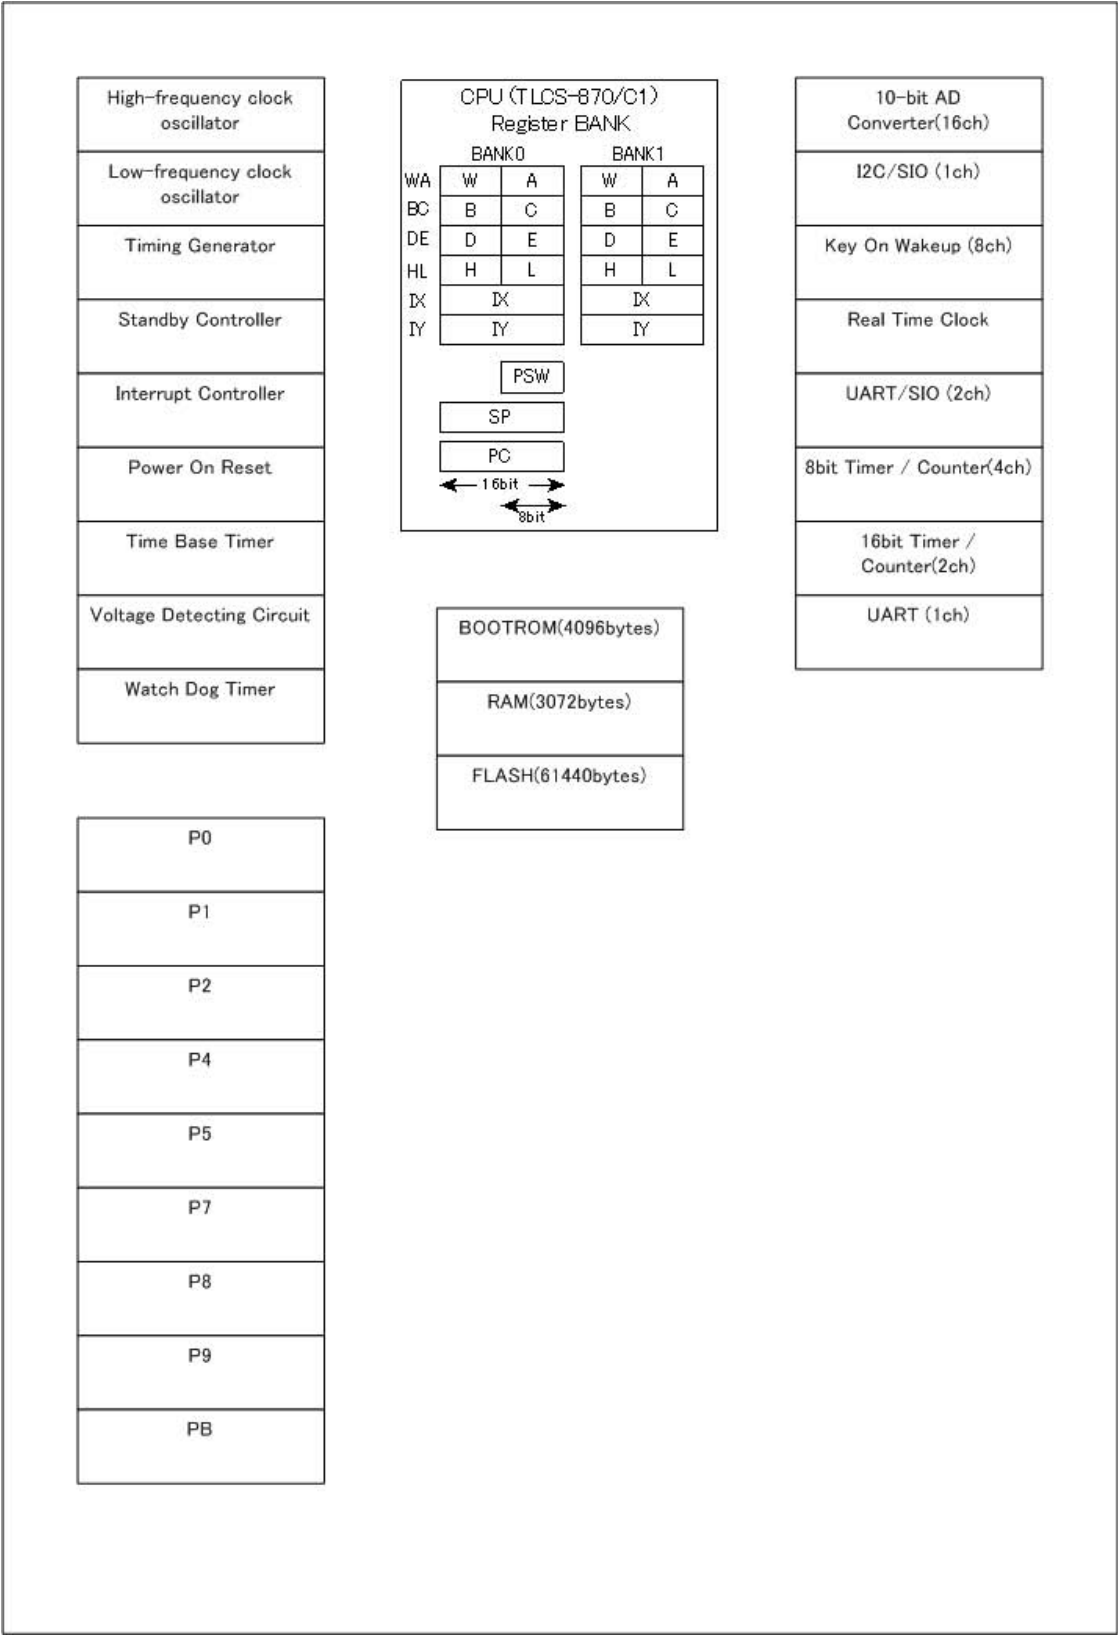 High-frequency clock
oscillator
Low-frequency clock
oscillator
Timing Generator
Standby Controller
Interrupt Controller
Power On Reset
Time Base Timer
Voltage Detecting Circuit
Watch Dog Timer
P0
P1
P2
P4
P5
P7
P8
P9
PB
CPU (TLCS-870/C1)
Register BANK
BANK0 BANK1
WA W A W A
BC B C B C
DE D E D E
HL H L H L
IX IX IX
IY IY IY
PSW
SP
PC
16bit
8bit
BOOTROM(4096bytes)
RAM(3072bytes)
FLASH(61440bytes)
10-bit AD
Converter(16ch)
I2C/SIO (1ch)
Key On Wakeup (8ch)
Real Time Clock
UART/SIO (2ch)
8bit Timer / Counter(4ch)
16bit Timer /
Counter(2ch)
UART (1ch)